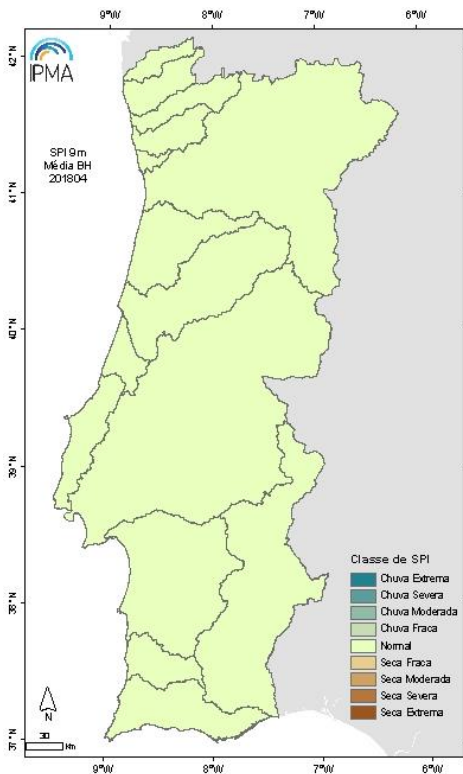 9°W 8°W 7°W 6°W
42°N
IPMA
SPI 9m
Média BH
201804
41°N
40°N
39°N
Classe de SPI
Chuva Extrema
Chuva Severa
Chuva Moderada
Chuva Fraca
Normal
Seca Fraca
Seca Moderada
Seca Severa
Seca Extrema
38°N
N
30
Km
37°N
9°W 8°W 7°W 6°W